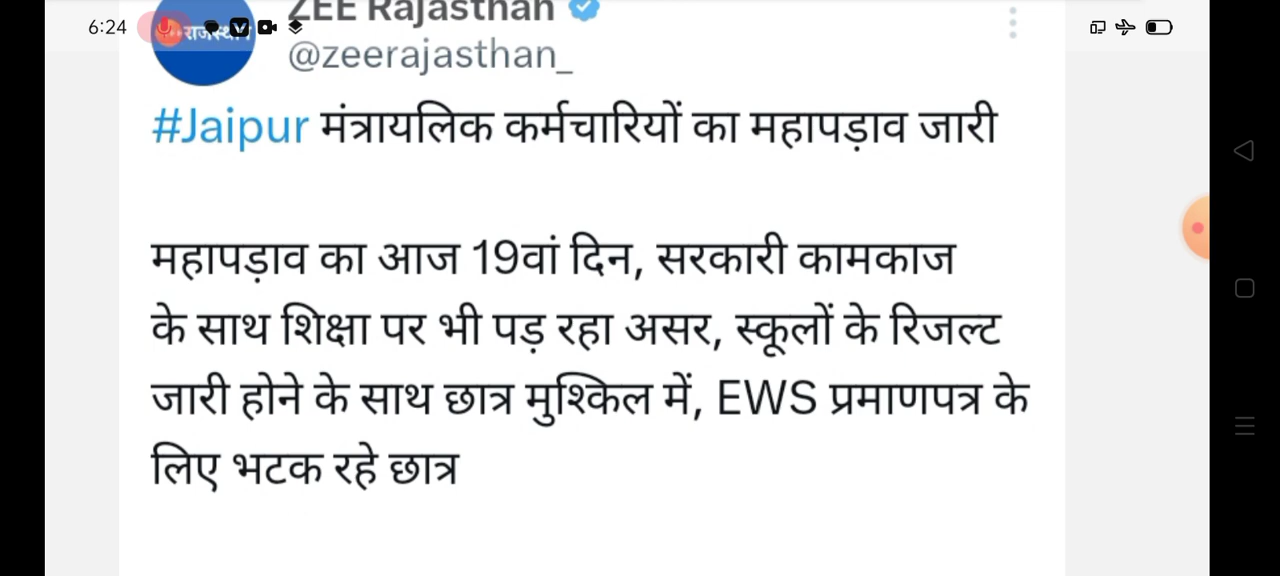 6:24
राजस्थान
ZEE Rajasthan
@zeerajasthan_
#Jaipur मंत्रायलिक कर्मचारियों का महापड़ाव जारी
महापड़ाव का आज 19वां दिन, सरकारी कामकाज
के साथ शिक्षा पर भी पड़ रहा असर, स्कूलों के रिजल्ट
जारी होने के साथ छात्र मुश्किल में, EWS प्रमाणपत्र के
लिए भटक रहे छात्र